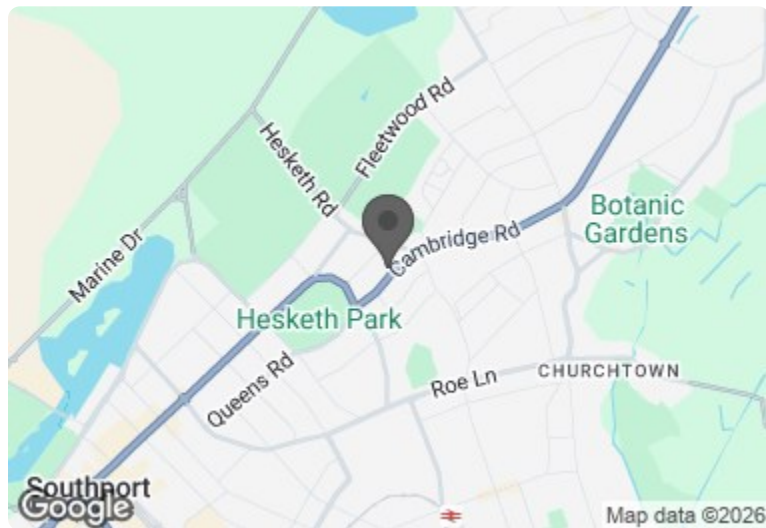 Fleetwood Rd
Hesketh Rd
Botanic
Gardens
Cambridge Rd
Marine Dr
Hesketh Park
Queens Rd
Roe Ln
CHURCHTOWN
Southport
Google
Map data ©2026